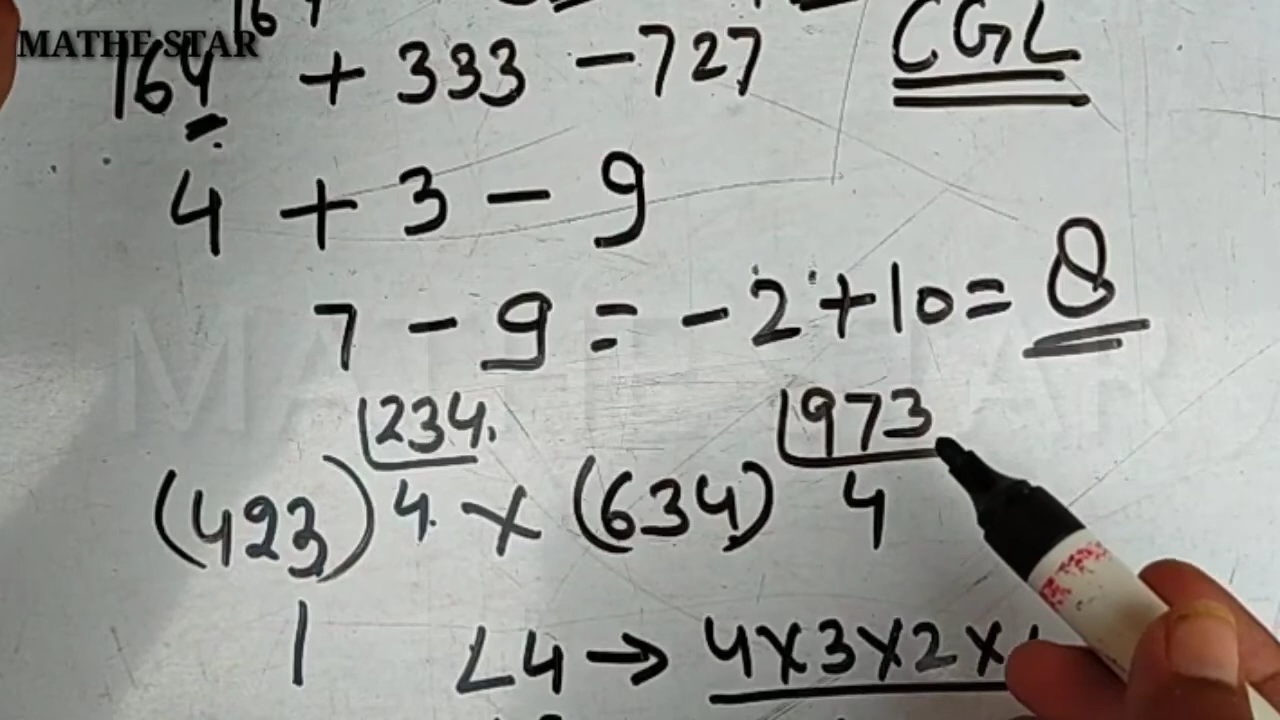 MATHE STAR
164 + 333 - 727 CGL
4 + 3 - 9
7 - 9 = -2 + 10 = 8
∟234 ∟973
(423) 4 × (634) 4
1 ∠4 → 4×3×2×